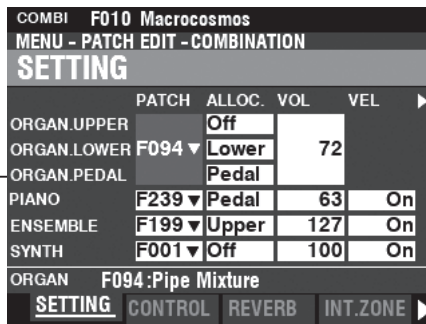 COMBI F010 Macrocosmos
MENU - PATCH EDIT - COMBINATION
SETTING
PATCH ALLOC. VOL VEL ▶
ORGAN.UPPER Off
ORGAN.LOWER F094 ▼ Lower 72
ORGAN.PEDAL Pedal
PIANO F239 ▼ Pedal 63 On
ENSEMBLE F199 ▼ Upper 127 On
SYNTH F001 ▼ Off 100 On
ORGAN F094:Pipe Mixture
SETTING CONTROL REVERB INT.ZONE ▶